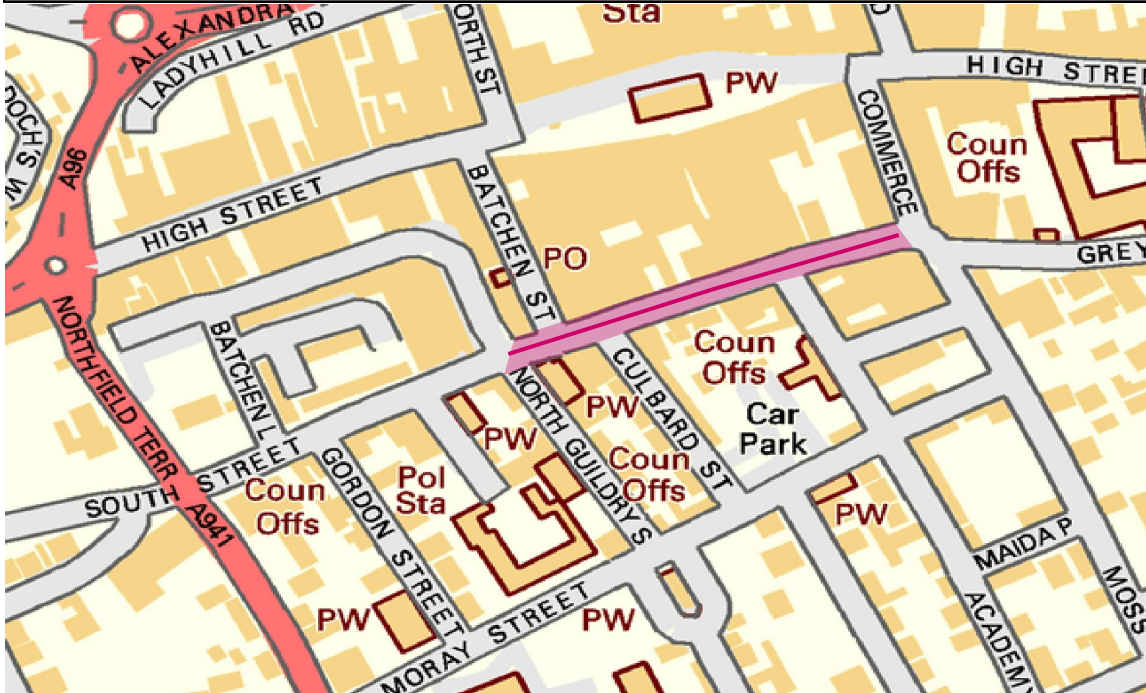 Sta
ALEXANDRA
LADYHILL RD
ORTH ST
D
PW
HIGH STREE
DOCH S
M
A96
COMMERCE
Coun
Offs
HIGH STREET
BATCHEN ST
PO
GREY
NORTHFIELD TERR
BATCHEN L
CULBARD ST
Coun
Offs
PW
Car
Park
NORTH GUILDRY S
PW
SOUTH STREET
GORDON STREET
Pol
Sta
Coun
Offs
Coun
Offs
A941
PW
MAIDA P
PW
MORAY STREET
PW
ACADEM
MOSS